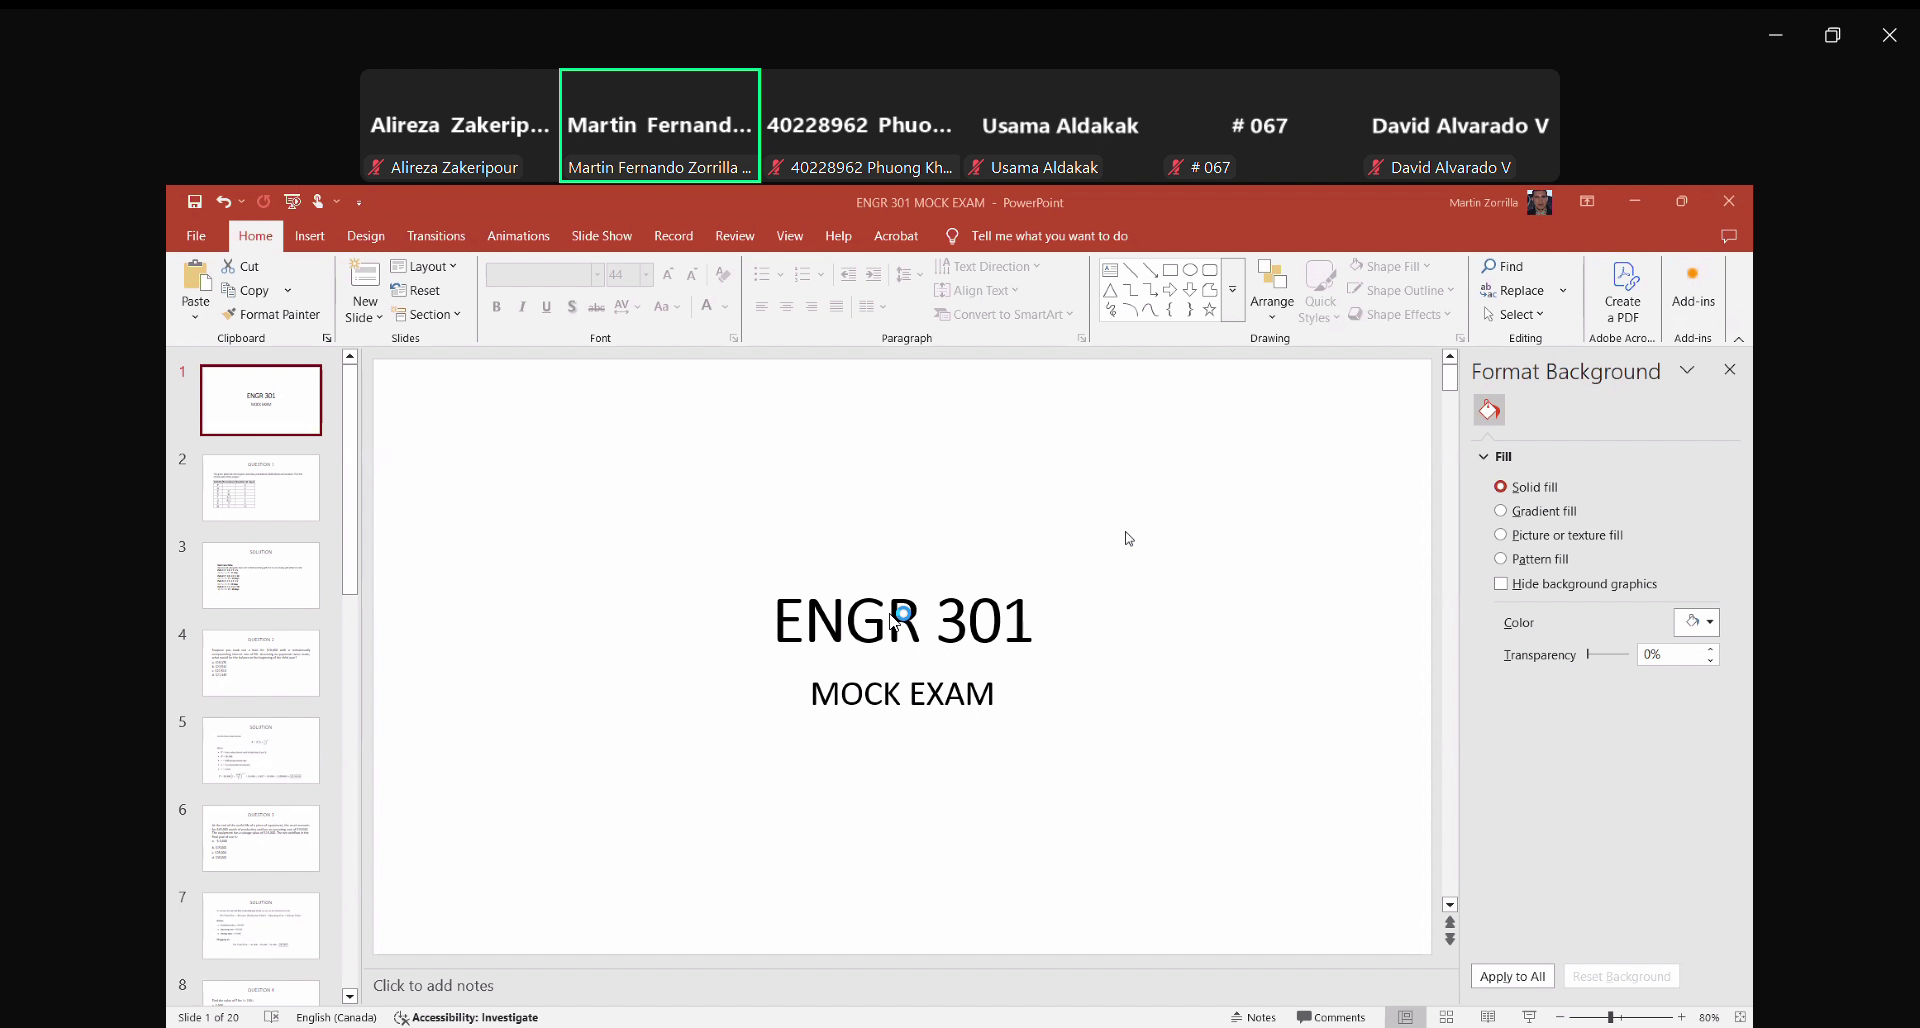 Alireza Zakerip...
Martin Fernand...
40228962 Phuo...
Usama Aldakak
# 067
David Alvarado V
Alireza Zakeripour
Martin Fernando Zorrilla ...
40228962 Phuong Kh...
Usama Aldakak
# 067
David Alvarado V
ENGR 301 MOCK EXAM - PowerPoint
Martin Zorrilla
File
Home
Insert
Design
Transitions
Animations
Slide Show
Record
Review
View
Help
Acrobat
Tell me what you want to do
Paste
Cut
Copy
Format Painter
Clipboard
New
Slide
Layout
Reset
Section
Slides
44
Font
Text Direction
Align Text
Convert to SmartArt
Paragraph
Arrange
Quick
Styles
Shape Fill
Shape Outline
Shape Effects
Drawing
Find
Replace
Select
Editing
Create
a PDF
Adobe Acro...
Add-ins
Add-ins
1
ENGR 301
MOCK EXAM
2
QUESTION 1
3
SOLUTION
4
QUESTION 2
5
SOLUTION
6
QUESTION 3
7
SOLUTION
8
QUESTION 4
ENGR 301
MOCK EXAM
Format Background
Fill
Solid fill
Gradient fill
Picture or texture fill
Pattern fill
Hide background graphics
Color
Transparency
0%
Apply to All
Reset Background
Click to add notes
Slide 1 of 20
English (Canada)
Accessibility: Investigate
Notes
Comments
80%